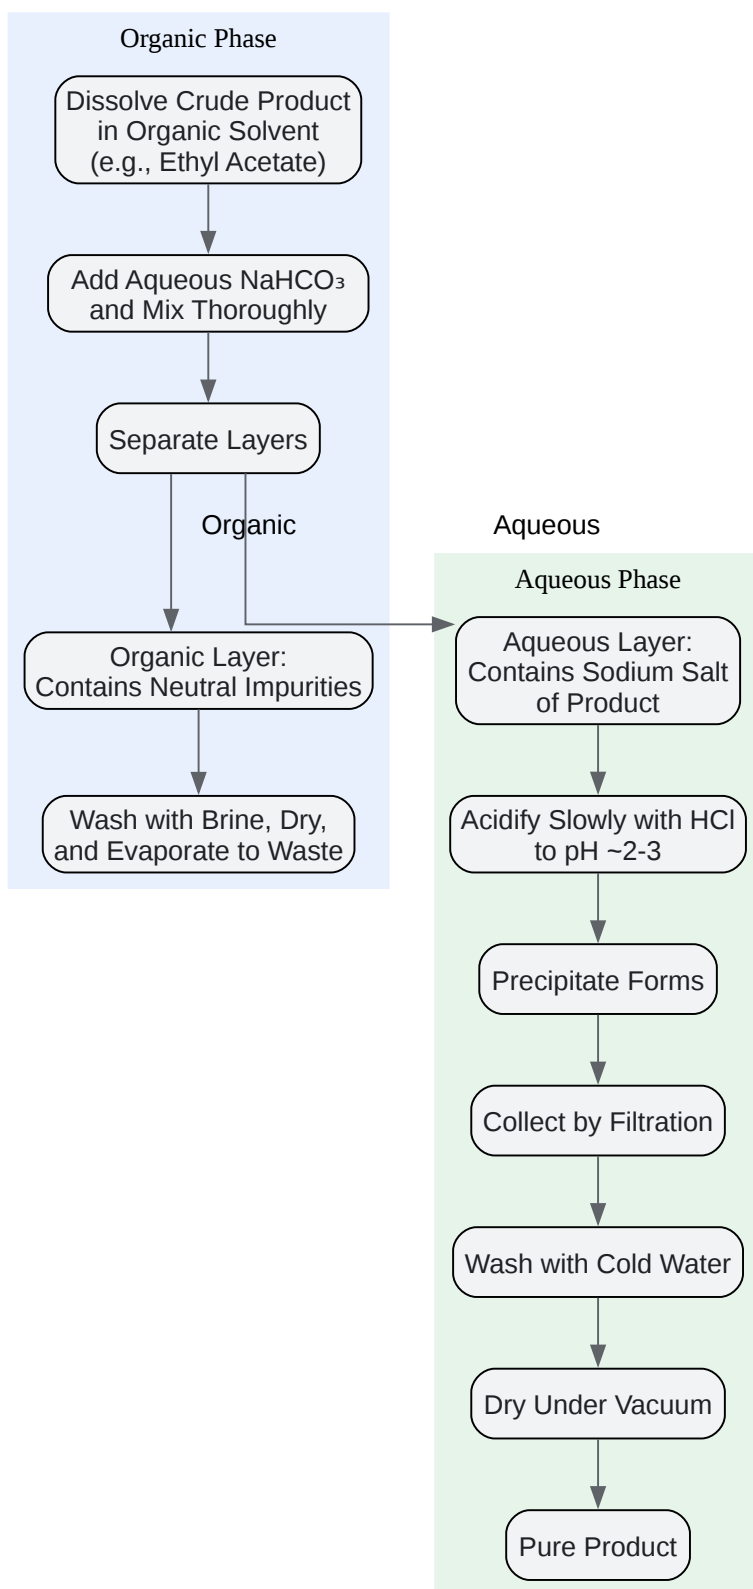 Organic Phase
Dissolve Crude Product
in Organic Solvent
(e.g., Ethyl Acetate)
Add Aqueous NaHCO₃
and Mix Thoroughly
Separate Layers
Organic
Aqueous
Organic Layer:
Contains Neutral Impurities
Wash with Brine, Dry,
and Evaporate to Waste
Aqueous Phase
Aqueous Layer:
Contains Sodium Salt
of Product
Acidify Slowly with HCl
to pH ~2-3
Precipitate Forms
Collect by Filtration
Wash with Cold Water
Dry Under Vacuum
Pure Product